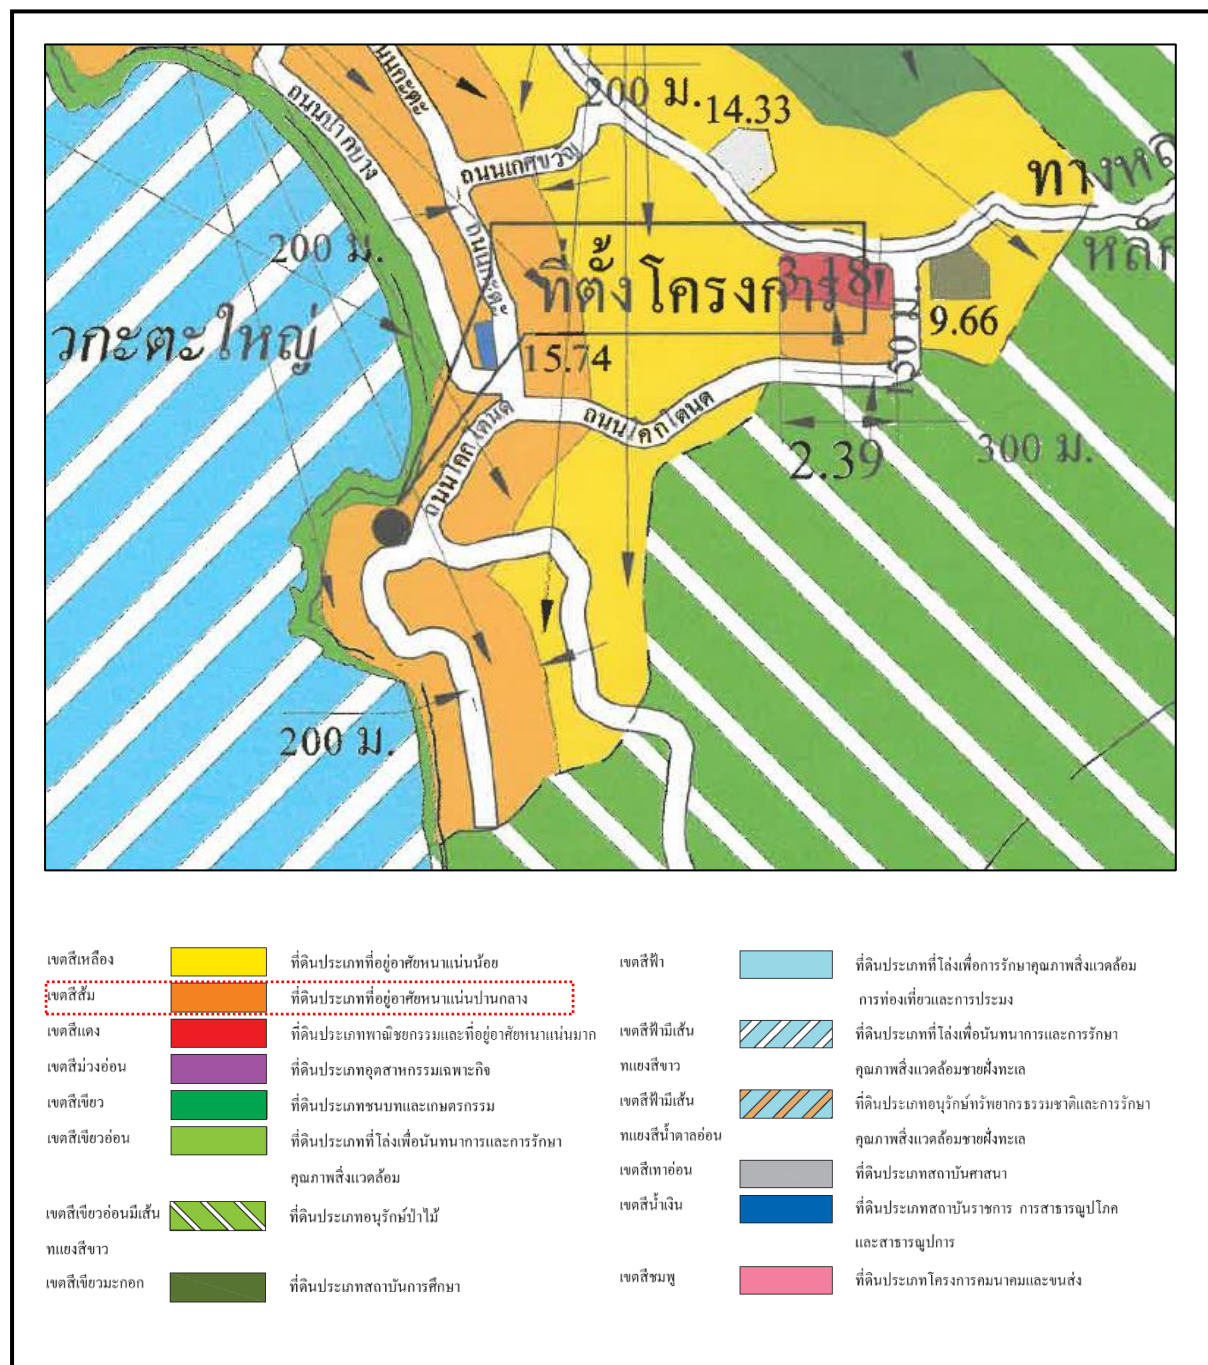 ถนนกะตะ
200 ม.
14.33
ถนนปากบาง
ถนนเกศขวัญ
200 ม.
ถนนกะตะ
ที่ตั้งโครงการ
วกะตะใหญ่
15.74
9.66
150 ม.
ถนนโคกโตนด
ถนนโคกโตนด
2.39
300 ม.
200 ม.
เขตสีเหลือง ที่ดินประเภทที่อยู่อาศัยหนาแน่นน้อย
เขตสีส้ม ที่ดินประเภทที่อยู่อาศัยหนาแน่นปานกลาง
เขตสีแดง ที่ดินประเภทพาณิชยกรรมและที่อยู่อาศัยหนาแน่นมาก
เขตสีม่วงอ่อน ที่ดินประเภทอุตสาหกรรมเฉพาะกิจ
เขตสีเขียว ที่ดินประเภทชนบทและเกษตรกรรม
เขตสีเขียวอ่อน ที่ดินประเภทที่โล่งเพื่อนันทนาการและการรักษา
คุณภาพสิ่งแวดล้อม
เขตสีเขียวอ่อนมีเส้น ที่ดินประเภทอนุรักษ์ป่าไม้
ทแยงสีขาว
เขตสีเขียวมะกอก ที่ดินประเภทสถาบันการศึกษา
เขตสีฟ้า ที่ดินประเภทที่โล่งเพื่อการรักษาคุณภาพสิ่งแวดล้อม
การท่องเที่ยวและการประมง
เขตสีฟ้ามีเส้น ที่ดินประเภทที่โล่งเพื่อนันทนาการและการรักษา
ทแยงสีขาว คุณภาพสิ่งแวดล้อมชายฝั่งทะเล
เขตสีฟ้ามีเส้น ที่ดินประเภทอนุรักษ์ทรัพยากรธรรมชาติและการรักษา
ทแยงสีน้ำตาลอ่อน คุณภาพสิ่งแวดล้อมชายฝั่งทะเล
เขตสีเทาอ่อน ที่ดินประเภทสถาบันศาสนา
เขตสีน้ำเงิน ที่ดินประเภทสถาบันราชการ การสาธารณูปโภค
และสาธารณูปการ
เขตสีชมพู ที่ดินประเภทโครงการคมนาคมและขนส่ง